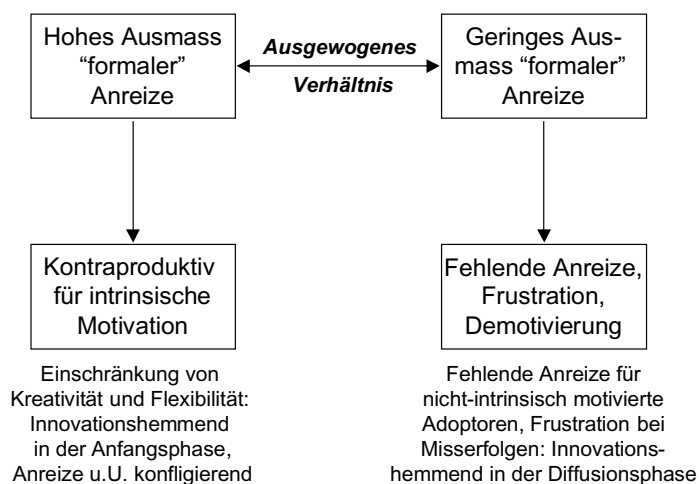 Hohes Ausmass
“formaler”
Anreize
Ausgewogenes
Verhältnis
Geringes Aus-
mass “formaler”
Anreize
Kontraproduktiv
für intrinsische
Motivation
Fehlende Anreize,
Frustration,
Demotivierung
Einschränkung von
Kreativität und Flexibilität:
Innovationshemmend
in der Anfangsphase,
Anreize u.U. konfligierend
Fehlende Anreize für
nicht-intrinsisch motivierte
Adoptoren, Frustration bei
Misserfolgen: Innovations-
hemmend in der Diffusionsphase